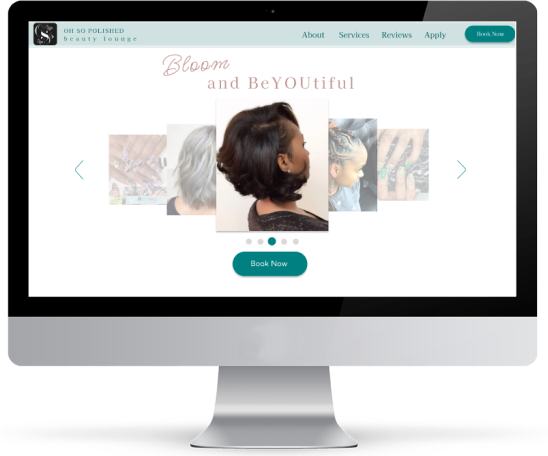 OH SO POLISHED
beauty lounge
About Services Reviews Apply Book Now
Bloom
and BeYOUtiful
Book Now